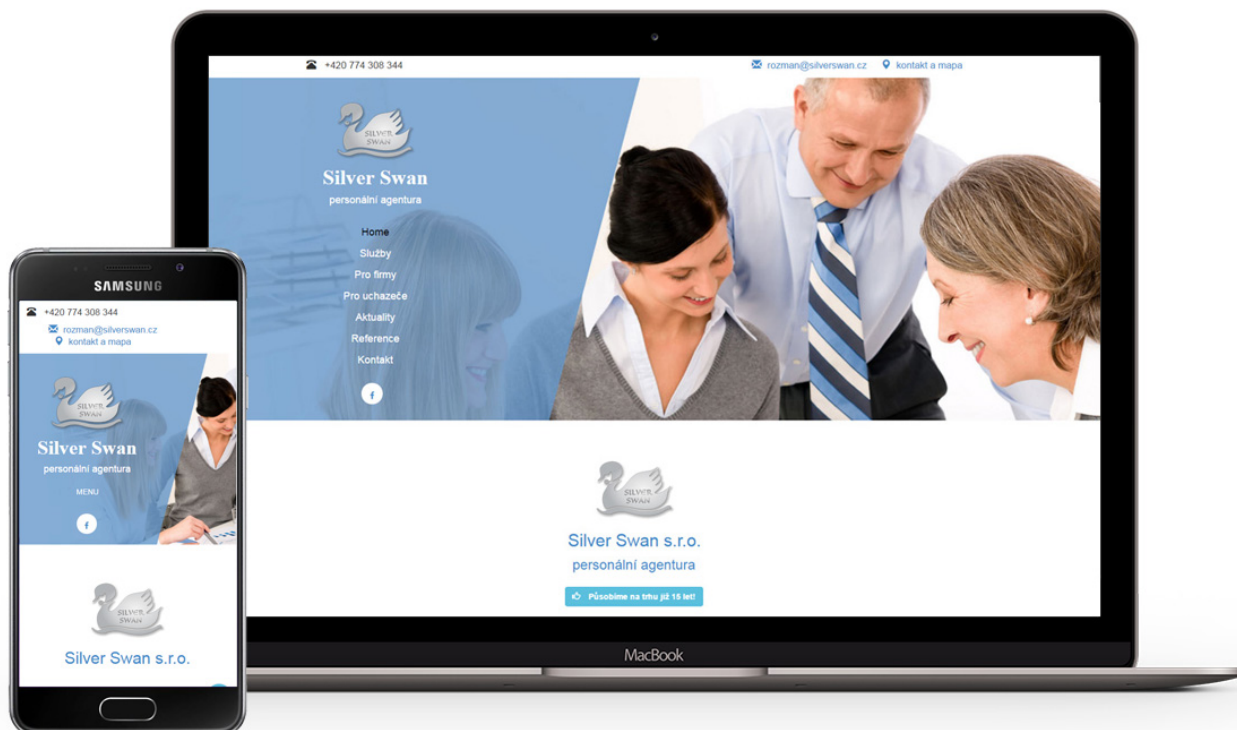 +420 774 308 344
rozman@silverswan.cz kontakt a mapa
SILVER
SWAN
Silver Swan
personální agentura
Home
Služby
Pro firmy
Pro uchazeče
Aktuality
Reference
Kontakt
f
SILVER
SWAN
Silver Swan s.r.o.
personální agentura
Působíme na trhu již 15 let!
MacBook
SAMSUNG
+420 774 308 344
rozman@silverswan.cz
kontakt a mapa
SILVER
SWAN
Silver Swan
personální agentura
MENU
f
SILVER
SWAN
Silver Swan s.r.o.